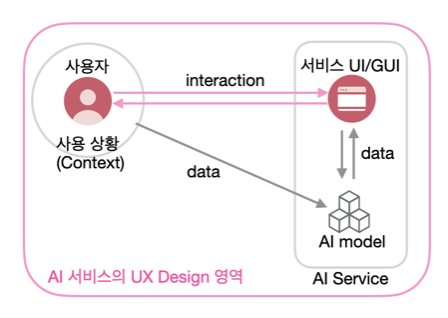 사용자
서비스 UI/GUI
interaction
사용 상황
(Context)
data
data
AI model
AI 서비스의 UX Design 영역
AI Service